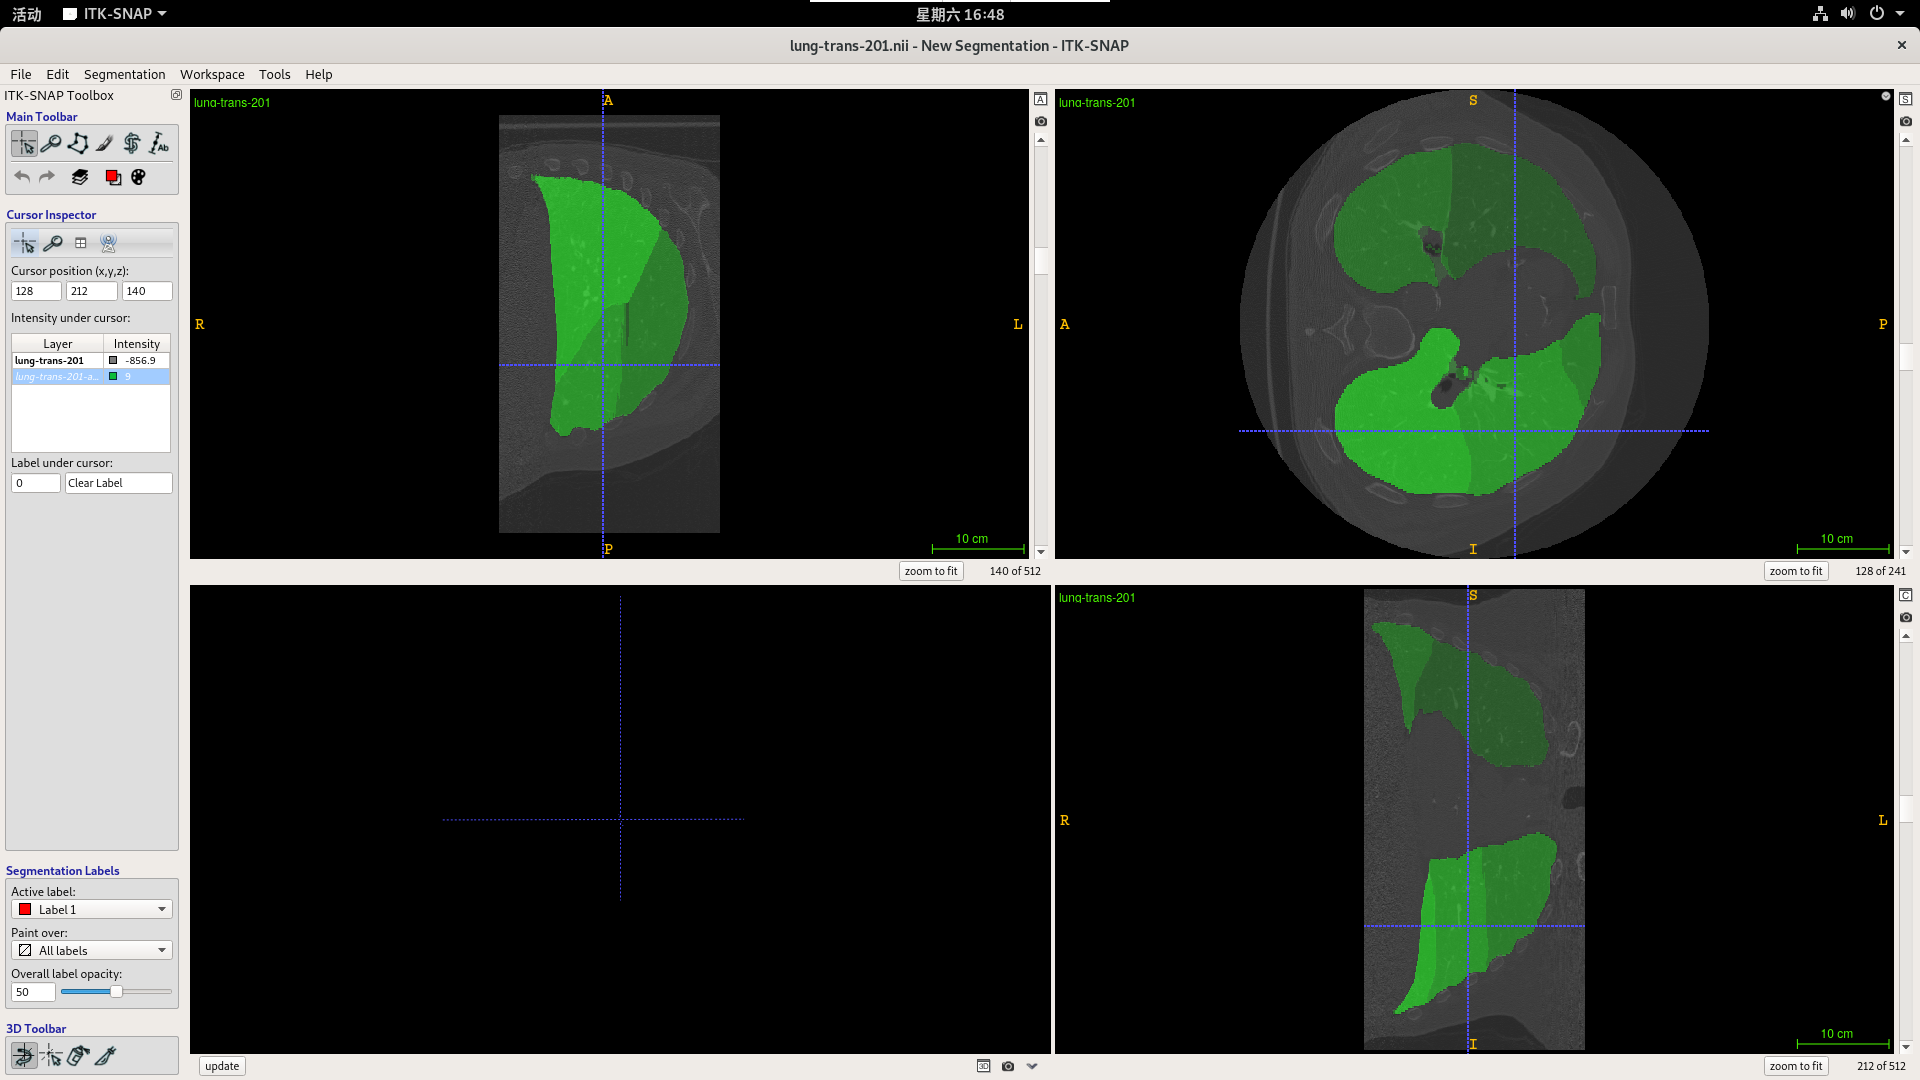 活动 ITK-SNAP 星期六 16:48
lung-trans-201.nii - New Segmentation - ITK-SNAP
File Edit Segmentation Workspace Tools Help
ITK-SNAP Toolbox
Main Toolbar
Ab
Cursor Inspector
Cursor position (x,y,z):
128 212 140
Intensity under cursor:
Layer Intensity
lung-trans-201 -856.9
lung-trans-201-a... 9
Label under cursor:
0 Clear Label
Segmentation Labels
Active label:
Label 1
Paint over:
All labels
Overall label opacity:
50
3D Toolbar
lung-trans-201
A
R
L
P
10 cm
A
zoom to fit 140 of 512
lung-trans-201
S
A
P
I
10 cm
S
zoom to fit 128 of 241
update
3D
lung-trans-201
S
R
L
I
10 cm
C
zoom to fit 212 of 512